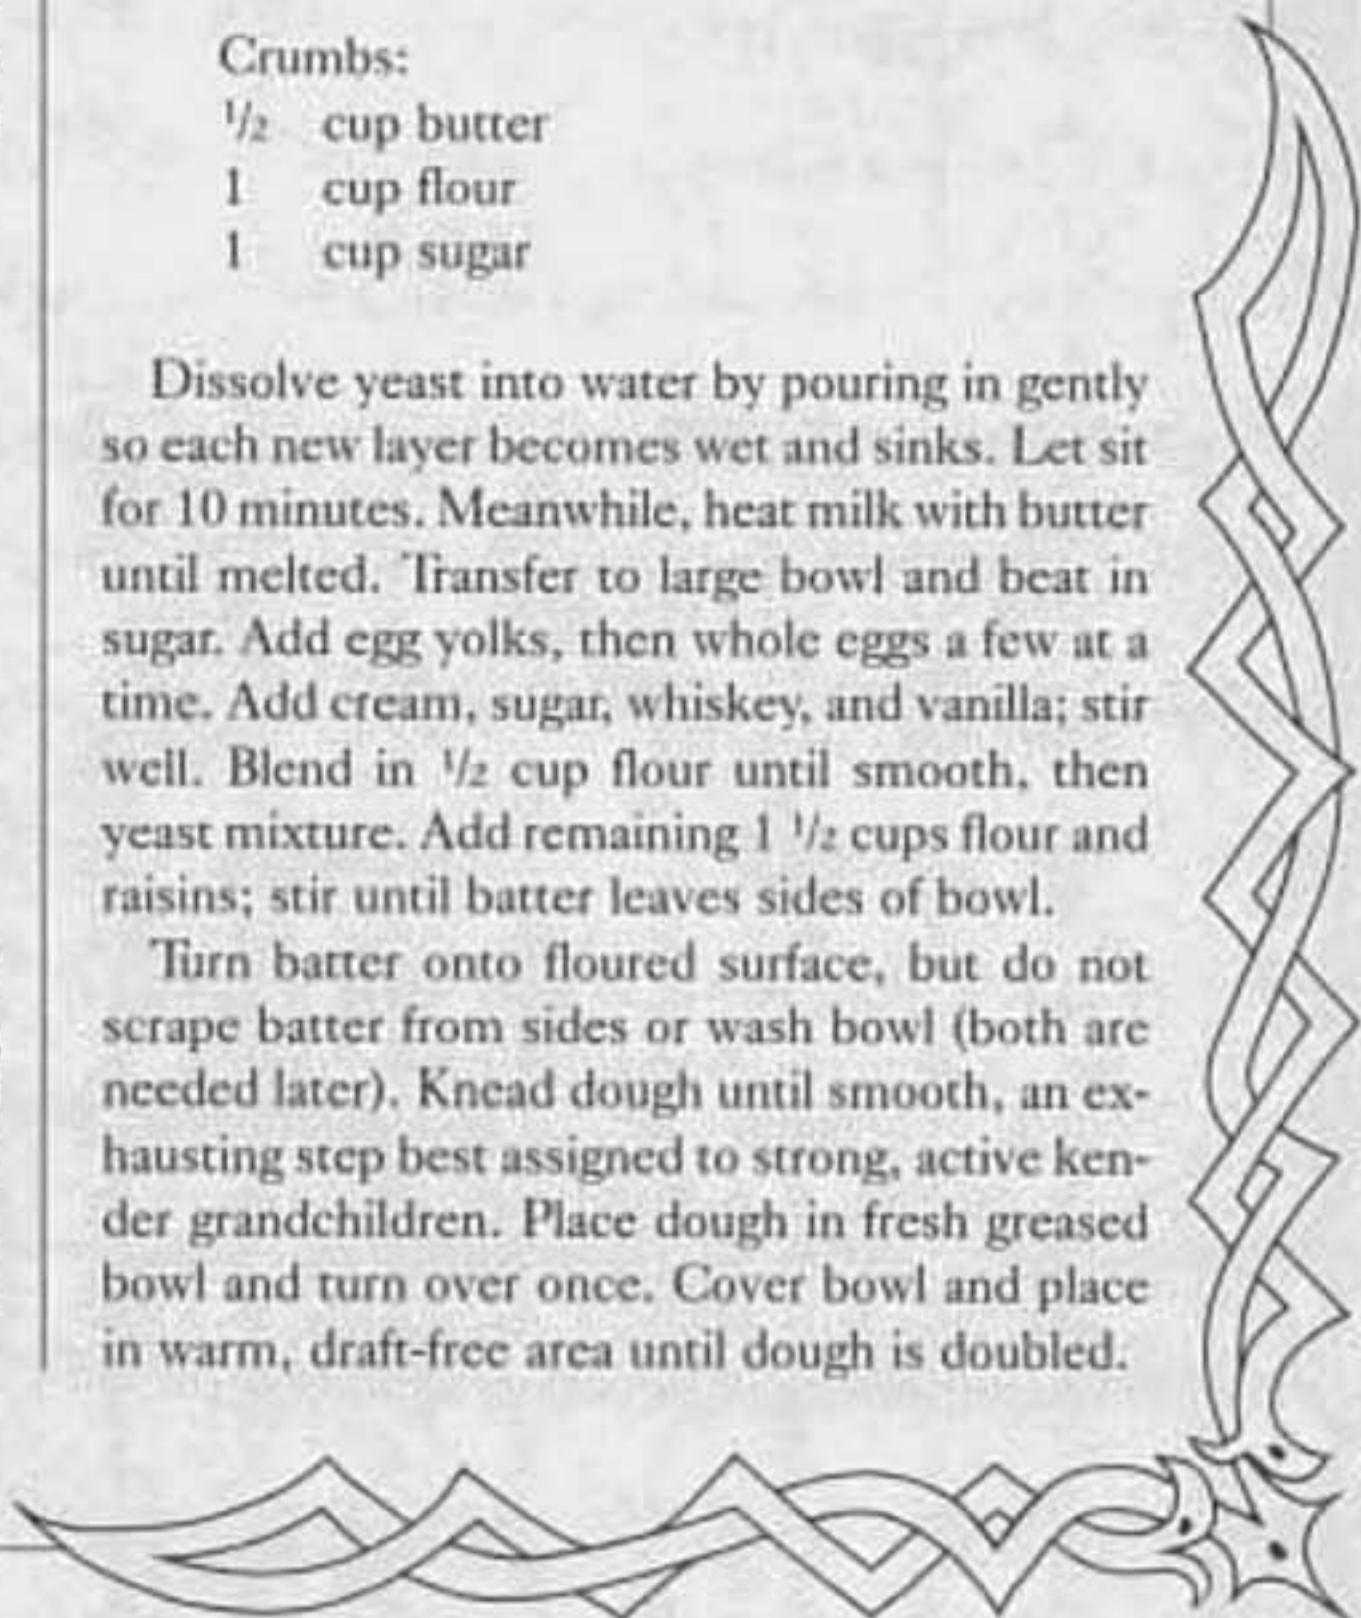 Crumbs:
1/2 cup butter
1 cup flour
1 cup sugar
Dissolve yeast into water by pouring in gently
so each new layer becomes wet and sinks. Let sit
for 10 minutes. Meanwhile, heat milk with butter
until melted. Transfer to large bowl and beat in
sugar. Add egg yolks, then whole eggs a few at a
time. Add cream, sugar, whiskey, and vanilla; stir
well. Blend in 1/2 cup flour until smooth, then
yeast mixture. Add remaining 1 1/2 cups flour and
raisins; stir until batter leaves sides of bowl.
Turn batter onto floured surface, but do not
scrape batter from sides or wash bowl (both are
needed later). Knead dough until smooth, an ex-
hausting step best assigned to strong, active ken-
der grandchildren. Place dough in fresh greased
bowl and turn over once. Cover bowl and place
in warm, draft-free area until dough is doubled.